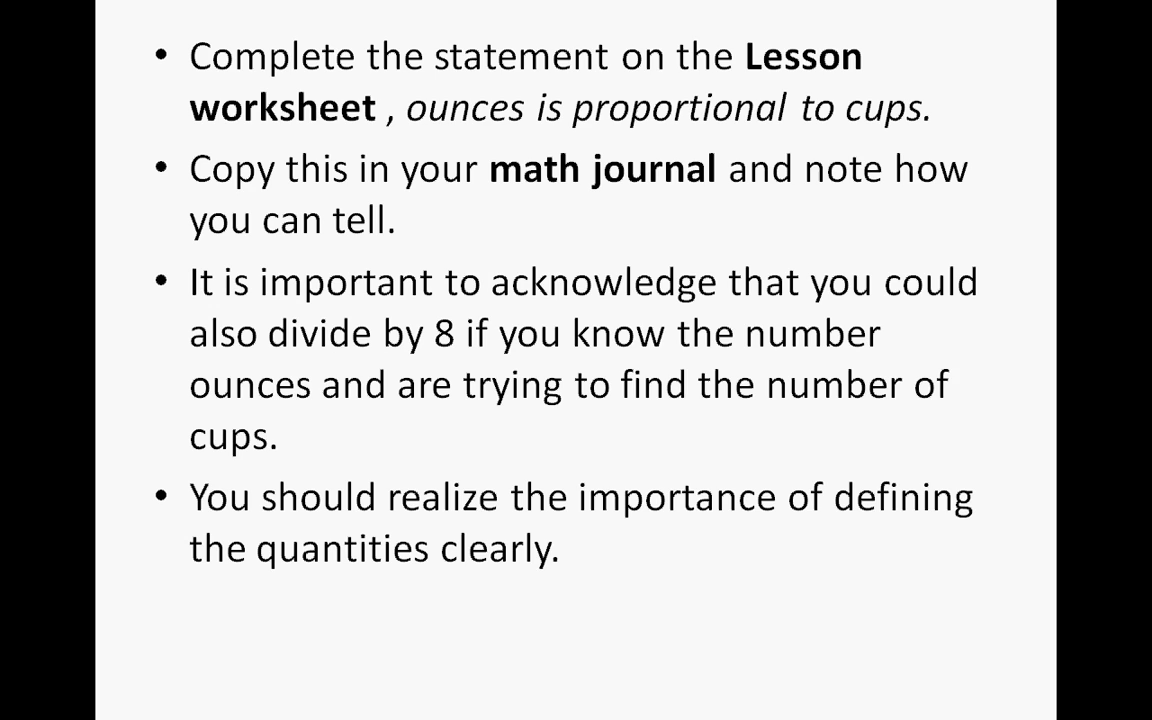 • Complete the statement on the Lesson
worksheet , ounces is proportional to cups.
• Copy this in your math journal and note how
you can tell.
• It is important to acknowledge that you could
also divide by 8 if you know the number
ounces and are trying to find the number of
cups.
• You should realize the importance of defining
the quantities clearly.